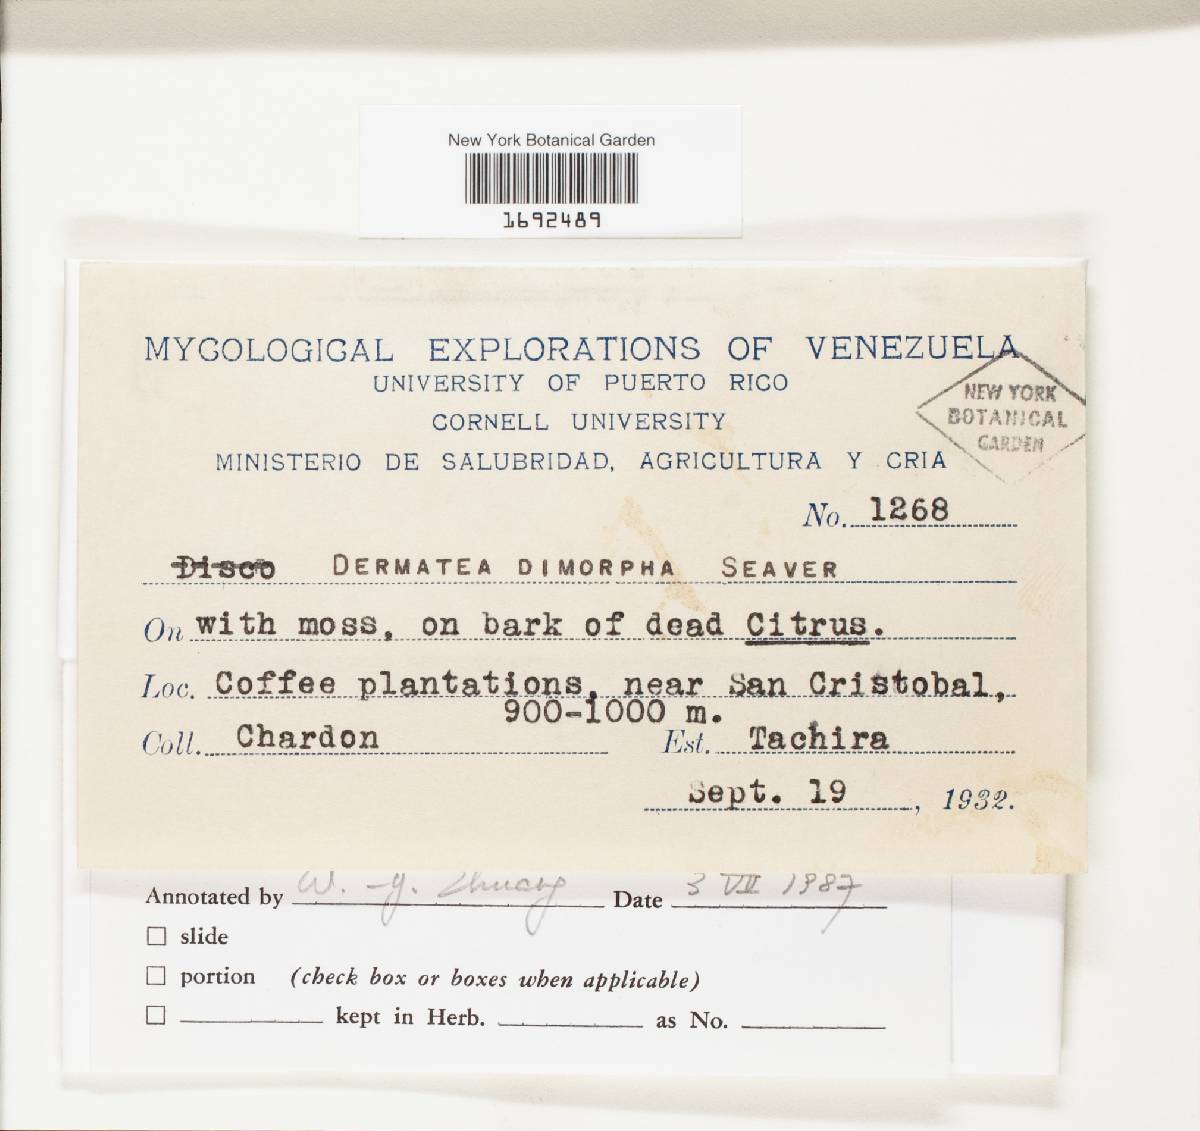 New York Botanical Garden
1692489
MYCOLOGICAL EXPLORATIONS OF VENEZUELA
UNIVERSITY OF PUERTO RICO
CORNELL UNIVERSITY
MINISTERIO DE SALUBRIDAD, AGRICULTURA Y CRIA
NEW YORK
BOTANICAL
GARDEN
No. 1268
Disco DERMATEA DIMORPHA SEAVER
On with moss, on bark of dead Citrus.
Loc. Coffee plantations, near San Cristobal,
900-1000 m.
Coll. Chardon Est. Tachira
Sept. 19, 1932.
Annotated by W.-y. Zhuang Date 3 VII 1987
slide
portion (check box or boxes when applicable)
kept in Herb. as No.